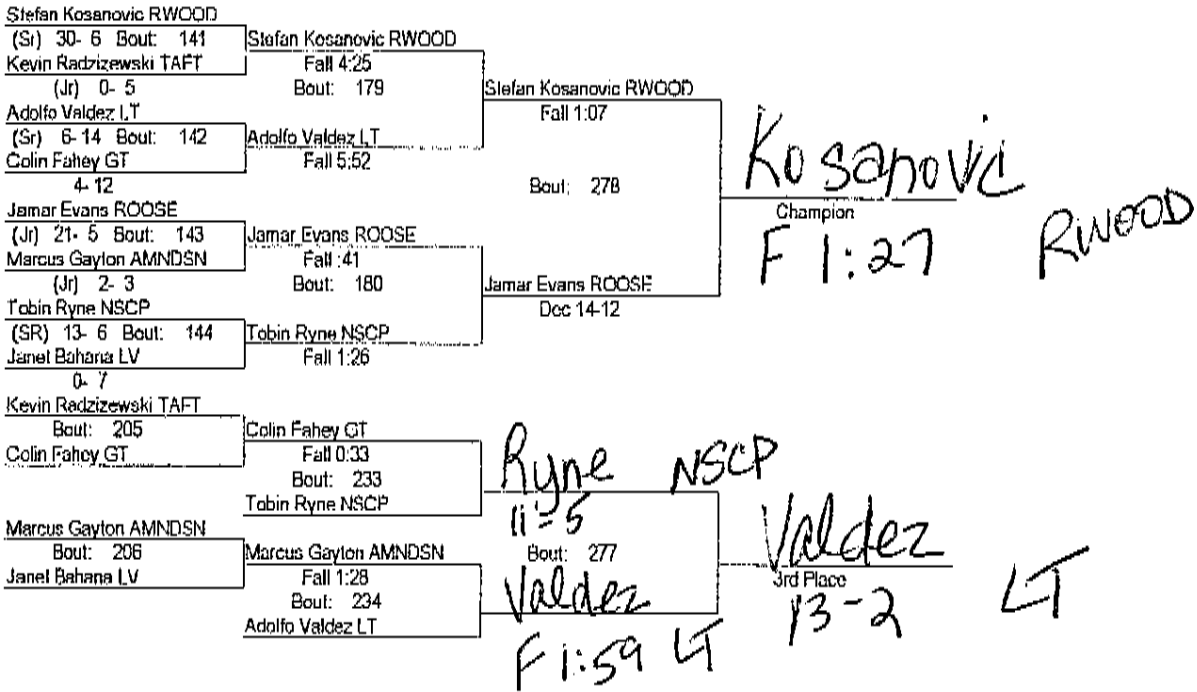 Stefan Kosanovic RWOOD
(Sr) 30- 6 Bout: 141
Kevin Radzizewski TAFT
(Jr) 0- 5
Adolfo Valdez LT
(Sr) 6-14 Bout: 142
Colin Fahey GT
4-12
Jamar Evans ROOSE
(Jr) 21- 5 Bout: 143
Marcus Gayton AMNDSN
(Jr) 2- 3
Tobin Ryne NSCP
(SR) 13- 6 Bout: 144
Janet Bahana LV
0- 7
Stefan Kosanovic RWOOD
Fall 4:25
Bout: 179
Adolfo Valdez LT
Fall 5:52
Jamar Evans ROOSE
Fall :41
Bout: 180
Tobin Ryne NSCP
Fall 1:26
Stefan Kosanovic RWOOD
Fall 1:07
Bout: 278
Jamar Evans ROOSE
Dec 14-12
Kosanovic
Champion
F 1:27
RWOOD
Kevin Radzizewski TAFT
Bout: 205
Colin Fahey GT
Marcus Gayton AMNDSN
Bout: 206
Janet Bahana LV
Colin Fahey GT
Fall 0:33
Bout: 233
Tobin Ryne NSCP
Marcus Gayton AMNDSN
Fall 1:28
Bout: 234
Adolfo Valdez LT
Ryne NSCP
11-5
Bout: 277
Valdez
F 1:59 LT
Valdez
3rd Place
13-2
LT